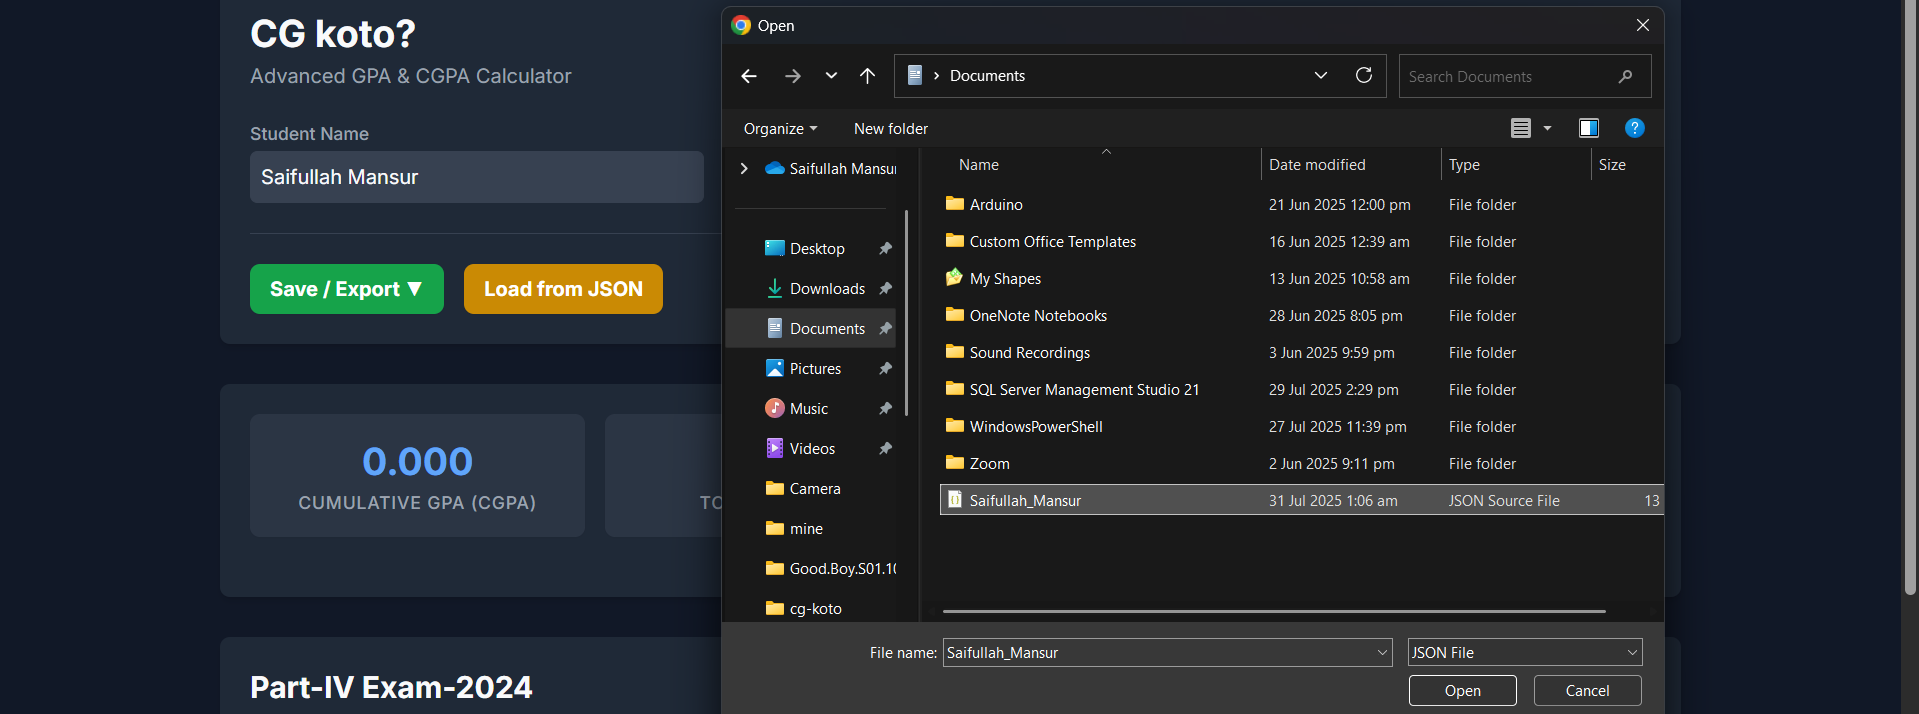 CG koto?
Advanced GPA & CGPA Calculator
Student Name
Saifullah Mansur
Save / Export ▼
Load from JSON
0.000
CUMULATIVE GPA (CGPA)
TO
Part-IV Exam-2024
Open
Documents
Search Documents
Organize
New folder
Saifullah Mansur
Desktop
Downloads
Documents
Pictures
Music
Videos
Camera
mine
Good.Boy.S01.10
cg-koto
Name Date modified Type Size
Arduino 21 Jun 2025 12:00 pm File folder
Custom Office Templates 16 Jun 2025 12:39 am File folder
My Shapes 13 Jun 2025 10:58 am File folder
OneNote Notebooks 28 Jun 2025 8:05 pm File folder
Sound Recordings 3 Jun 2025 9:59 pm File folder
SQL Server Management Studio 21 29 Jul 2025 2:29 pm File folder
WindowsPowerShell 27 Jul 2025 11:39 pm File folder
Zoom 2 Jun 2025 9:11 pm File folder
Saifullah_Mansur 31 Jul 2025 1:06 am JSON Source File 13
File name: Saifullah_Mansur JSON File
Open Cancel